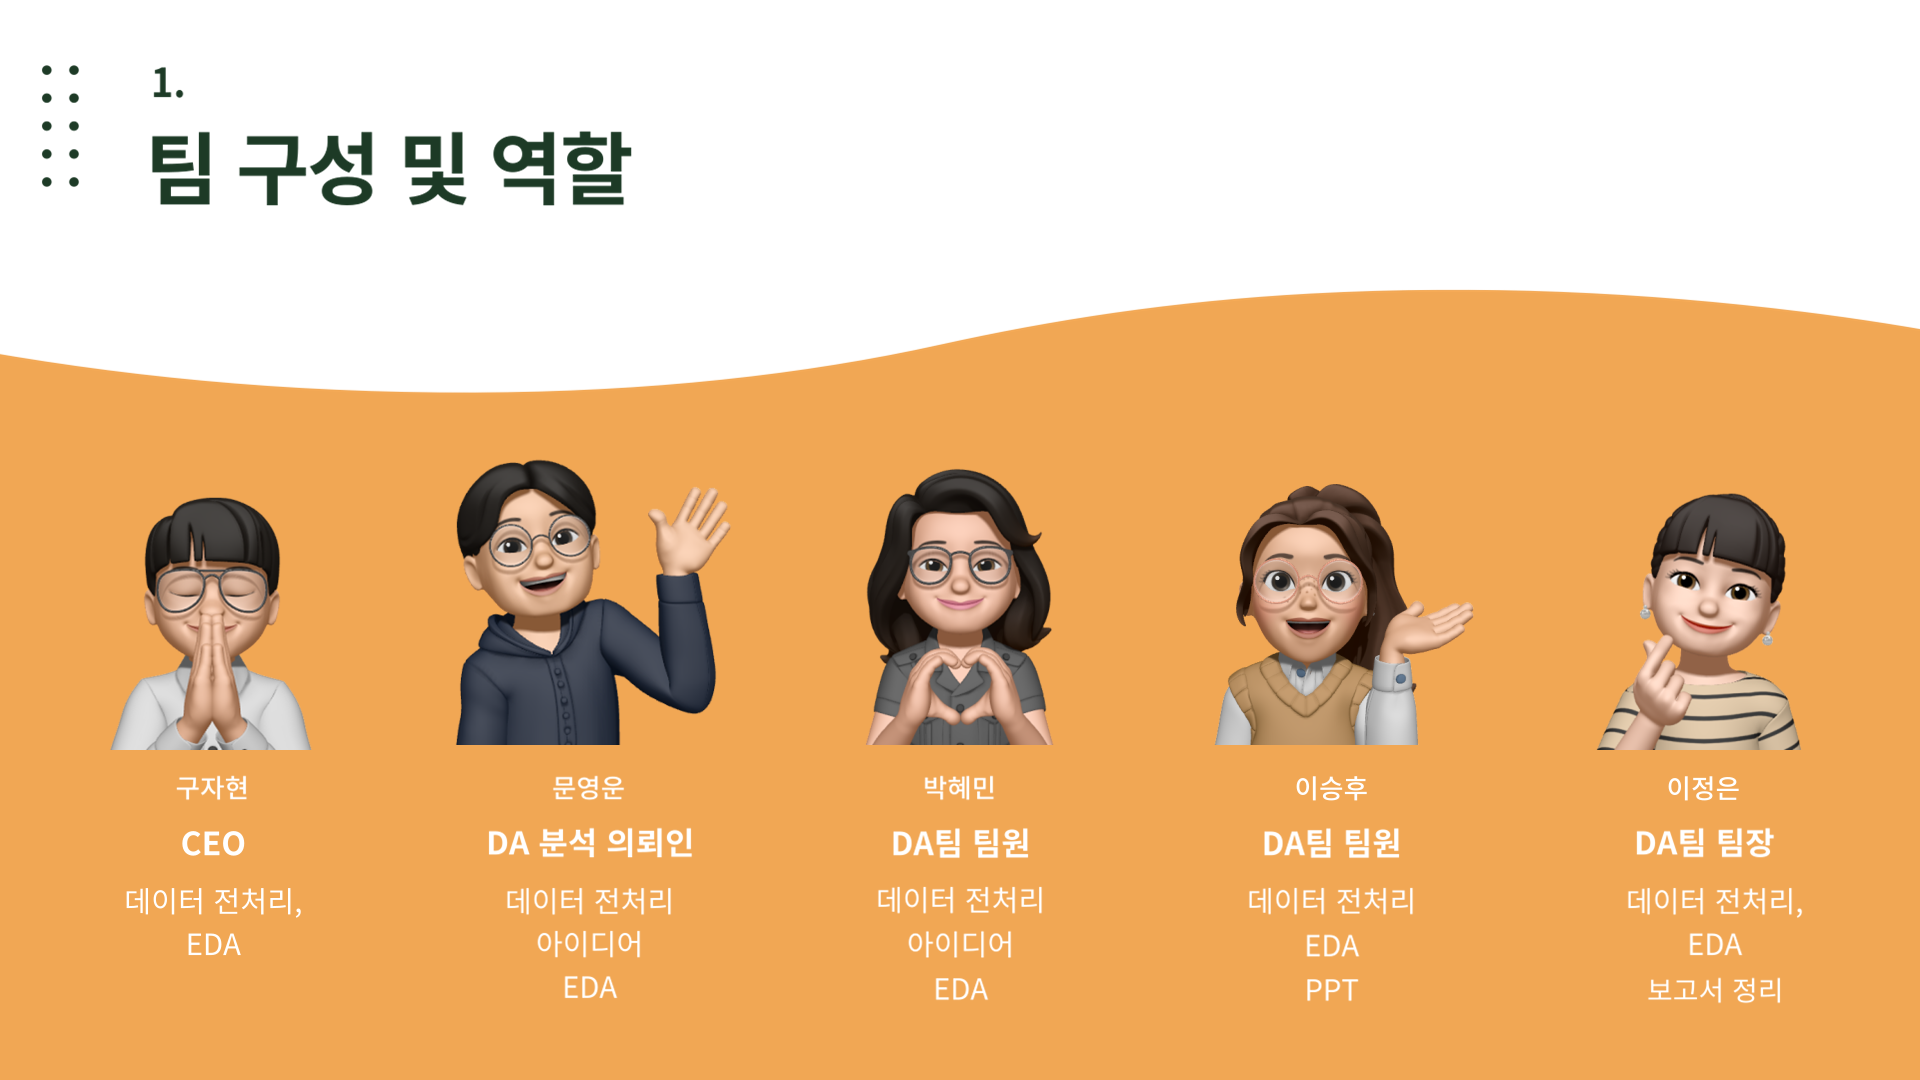 1.
팀 구성 및 역할
구자현
CEO
데이터 전처리,
EDA
문영운
DA 분석 의뢰인
데이터 전처리
아이디어
EDA
박혜민
DA팀 팀원
데이터 전처리
아이디어
EDA
이승후
DA팀 팀원
데이터 전처리
EDA
PPT
이정은
DA팀 팀장
데이터 전처리,
EDA
보고서 정리